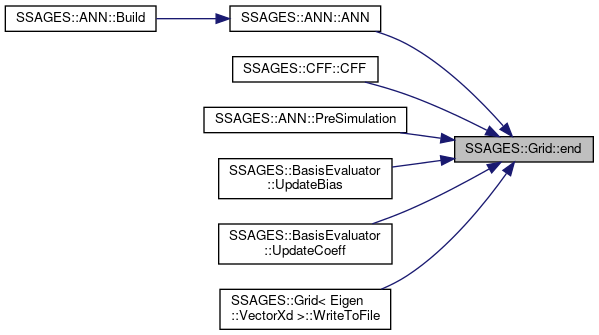 SSAGES::ANN::Build
SSAGES::ANN::ANN
SSAGES::CFF::CFF
SSAGES::ANN::PreSimulation
SSAGES::Grid::end
SSAGES::BasisEvaluator
::UpdateBias
SSAGES::BasisEvaluator
::UpdateCoeff
SSAGES::Grid< Eigen
::VectorXd >::WriteToFile